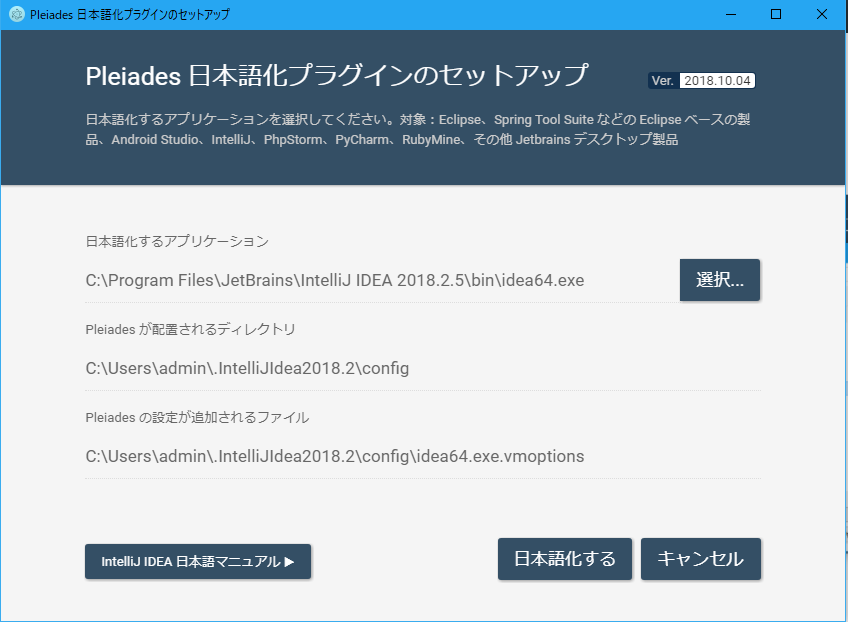 Pleiades 日本語化プラグインのセットアップ
Pleiades 日本語化プラグインのセットアップ
Ver. 2018.10.04
日本語化するアプリケーションを選択してください。対象：Eclipse、Spring Tool Suite などの Eclipse ベースの製
品、Android Studio、IntelliJ、PhpStorm、PyCharm、RubyMine、その他 Jetbrains デスクトップ製品
日本語化するアプリケーション
C:\Program Files\JetBrains\IntelliJ IDEA 2018.2.5\bin\idea64.exe
選択...
Pleiades が配置されるディレクトリ
C:\Users\admin\.IntelliJIdea2018.2\config
Pleiades の設定が追加されるファイル
C:\Users\admin\.IntelliJIdea2018.2\config\idea64.exe.vmoptions
IntelliJ IDEA 日本語マニュアル ▶
日本語化する
キャンセル